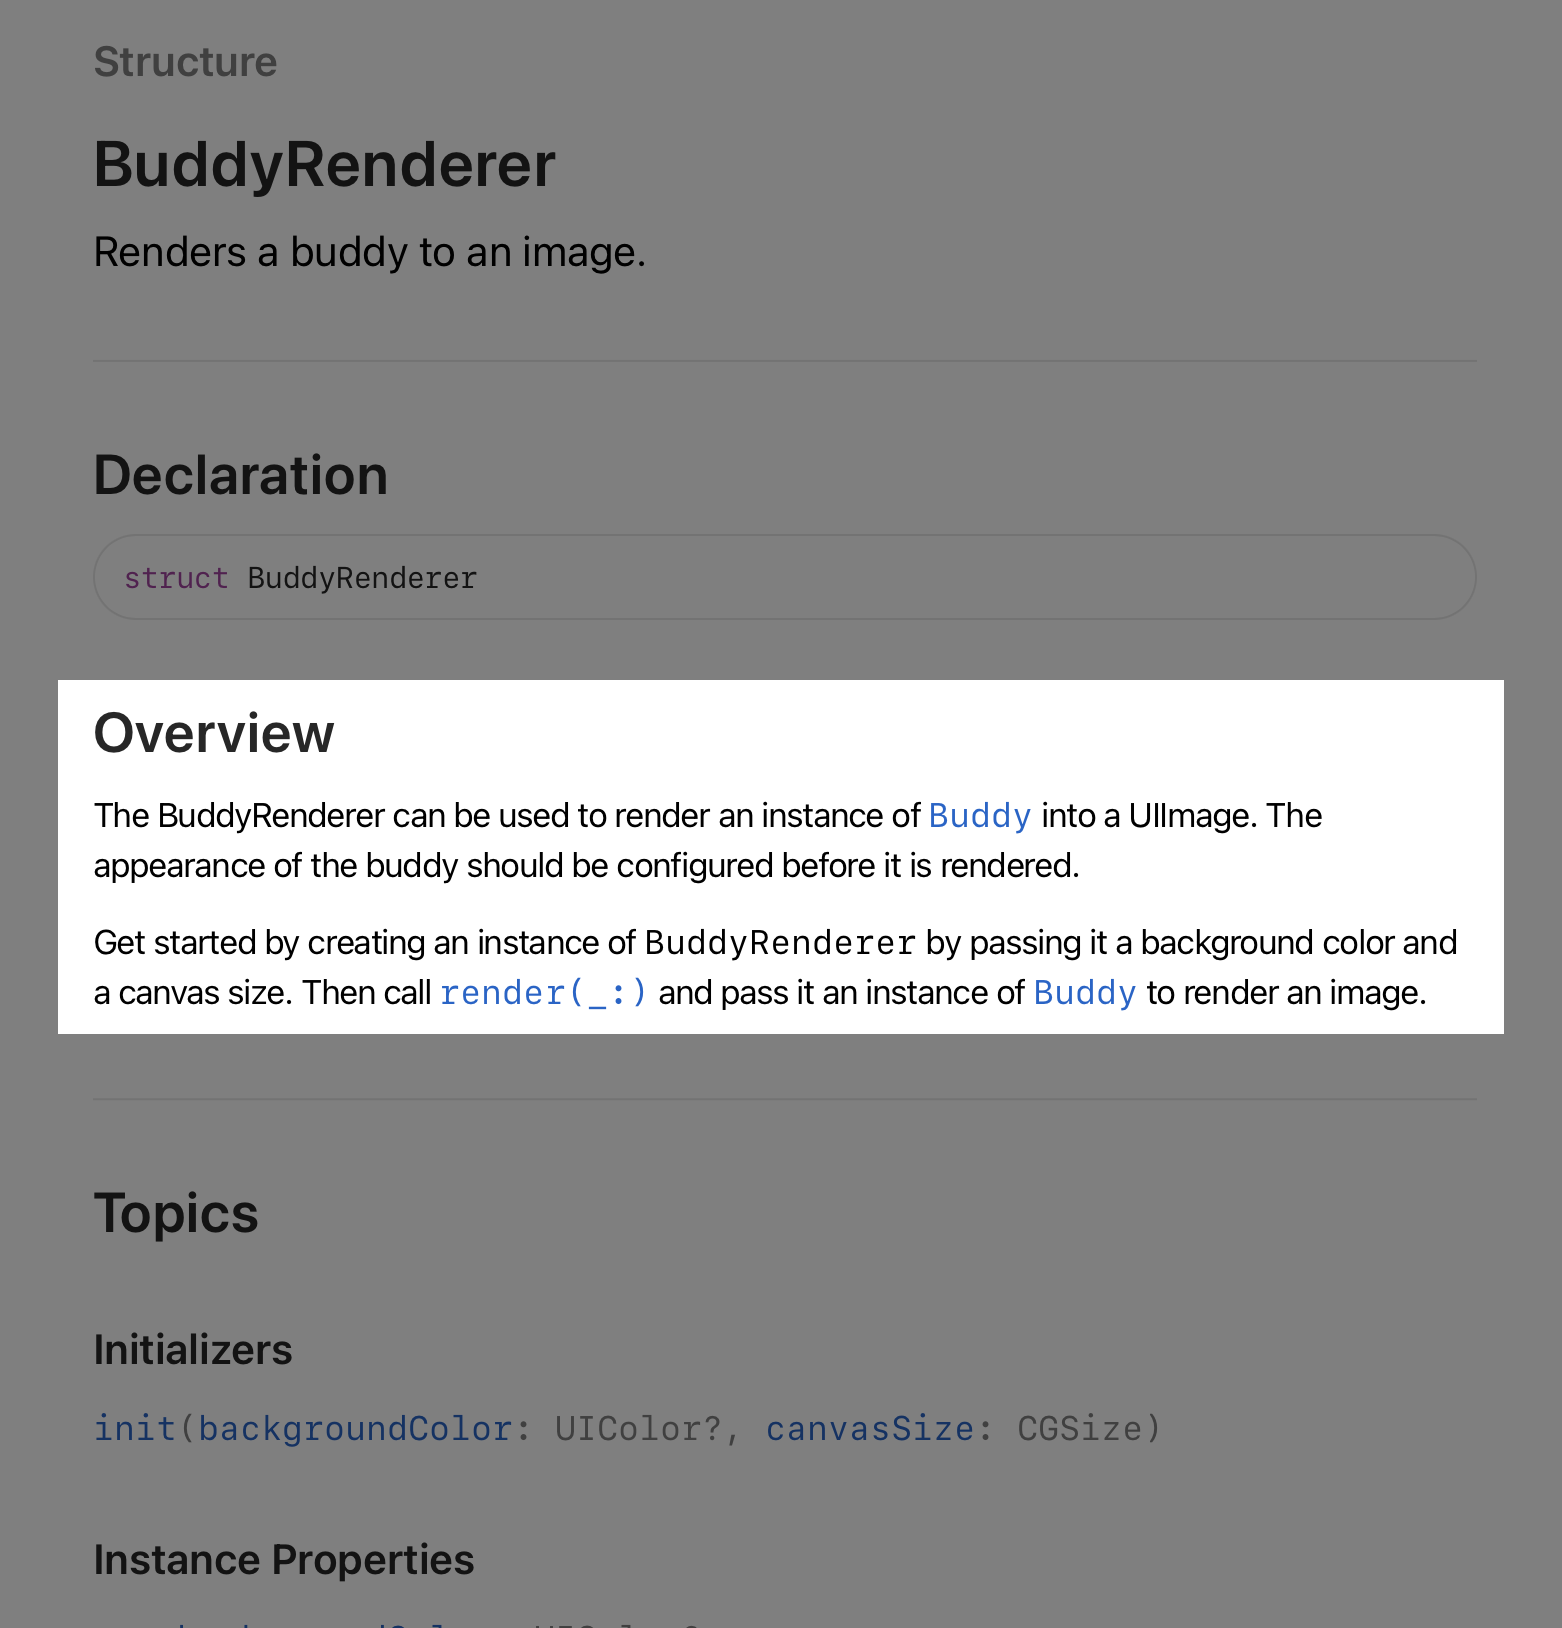 Structure
BuddyRenderer
Renders a buddy to an image.
Declaration
struct BuddyRenderer
Overview
The BuddyRenderer can be used to render an instance of Buddy into a UIImage. The
appearance of the buddy should be configured before it is rendered.
Get started by creating an instance of BuddyRenderer by passing it a background color and
a canvas size. Then call render(_:) and pass it an instance of Buddy to render an image.
Topics
Initializers
init(backgroundColor: UIColor?, canvasSize: CGSize)
Instance Properties